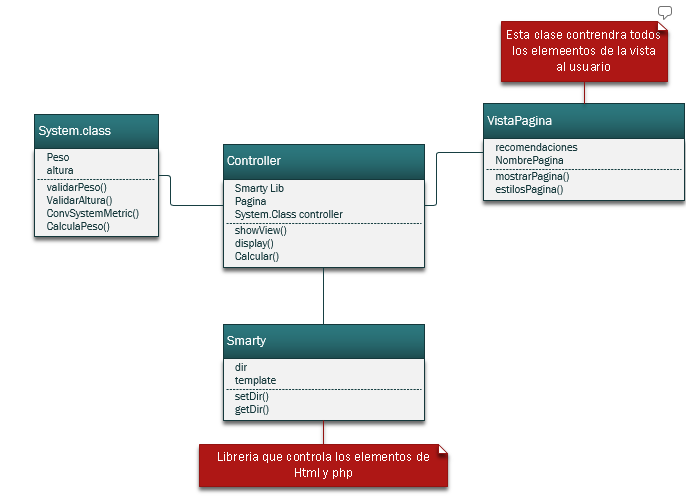 Esta clase contrendra todos
los elemeentos de la vista
al usuario
System.class
Peso
altura
validarPeso()
ValidarAltura()
ConvSystemMetric()
CalculaPeso()
Controller
Smarty Lib
Pagina
System.Class controller
showView()
display()
Calcular()
VistaPagina
recomendaciones
NombrePagina
mostrarPagina()
estilosPagina()
Smarty
dir
template
setDir()
getDir()
Libreria que controla los elementos de
Html y php